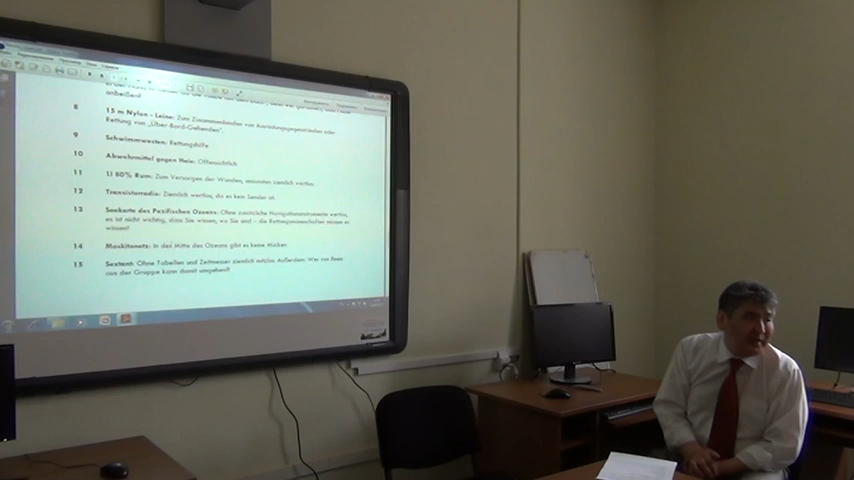 anbeißen!
8 15 m Nylon - Leine: Zum Zusammenbinden von Ausrüstungsgegenständen oder
Rettung von „Über-Bord-Gehenden".
9 Schwimmwesten: Rettungshilfe
10 Abwehrmittel gegen Haie: Offensichtlich
11 1l 80% Rum: Zum Versorgen der Wunden, ansonsten ziemlich wertlos.
12 Transistorradio: Ziemlich wertlos, da es kein Sender ist.
13 Seekarte des Pazifischen Ozeans: Ohne zusätzliche Navigationsinstrumente wertlos,
es ist nicht wichtig, dass Sie wissen, wo Sie sind – die Rettungsmannschaften müssen es
wissen!
14 Moskitonetz: In der Mitte des Ozeans gibt es keine Mücken.
15 Sextant: Ohne Tabellen und Zeitmesser ziemlich nutzlos. Außerdem: Wer von Ihnen
aus der Gruppe kann damit umgehen?